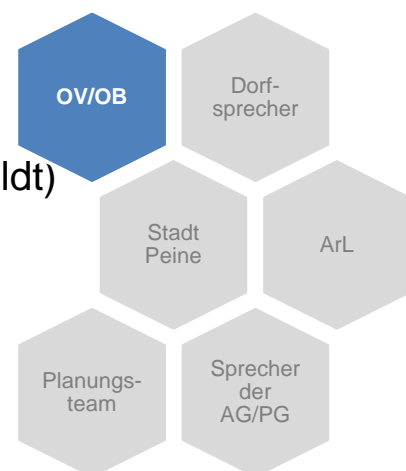 OV/OB
Dorf-
sprecher
ldt)
Stadt
Peine
ArL
Planungs-
team
Sprecher
der
AG/PG